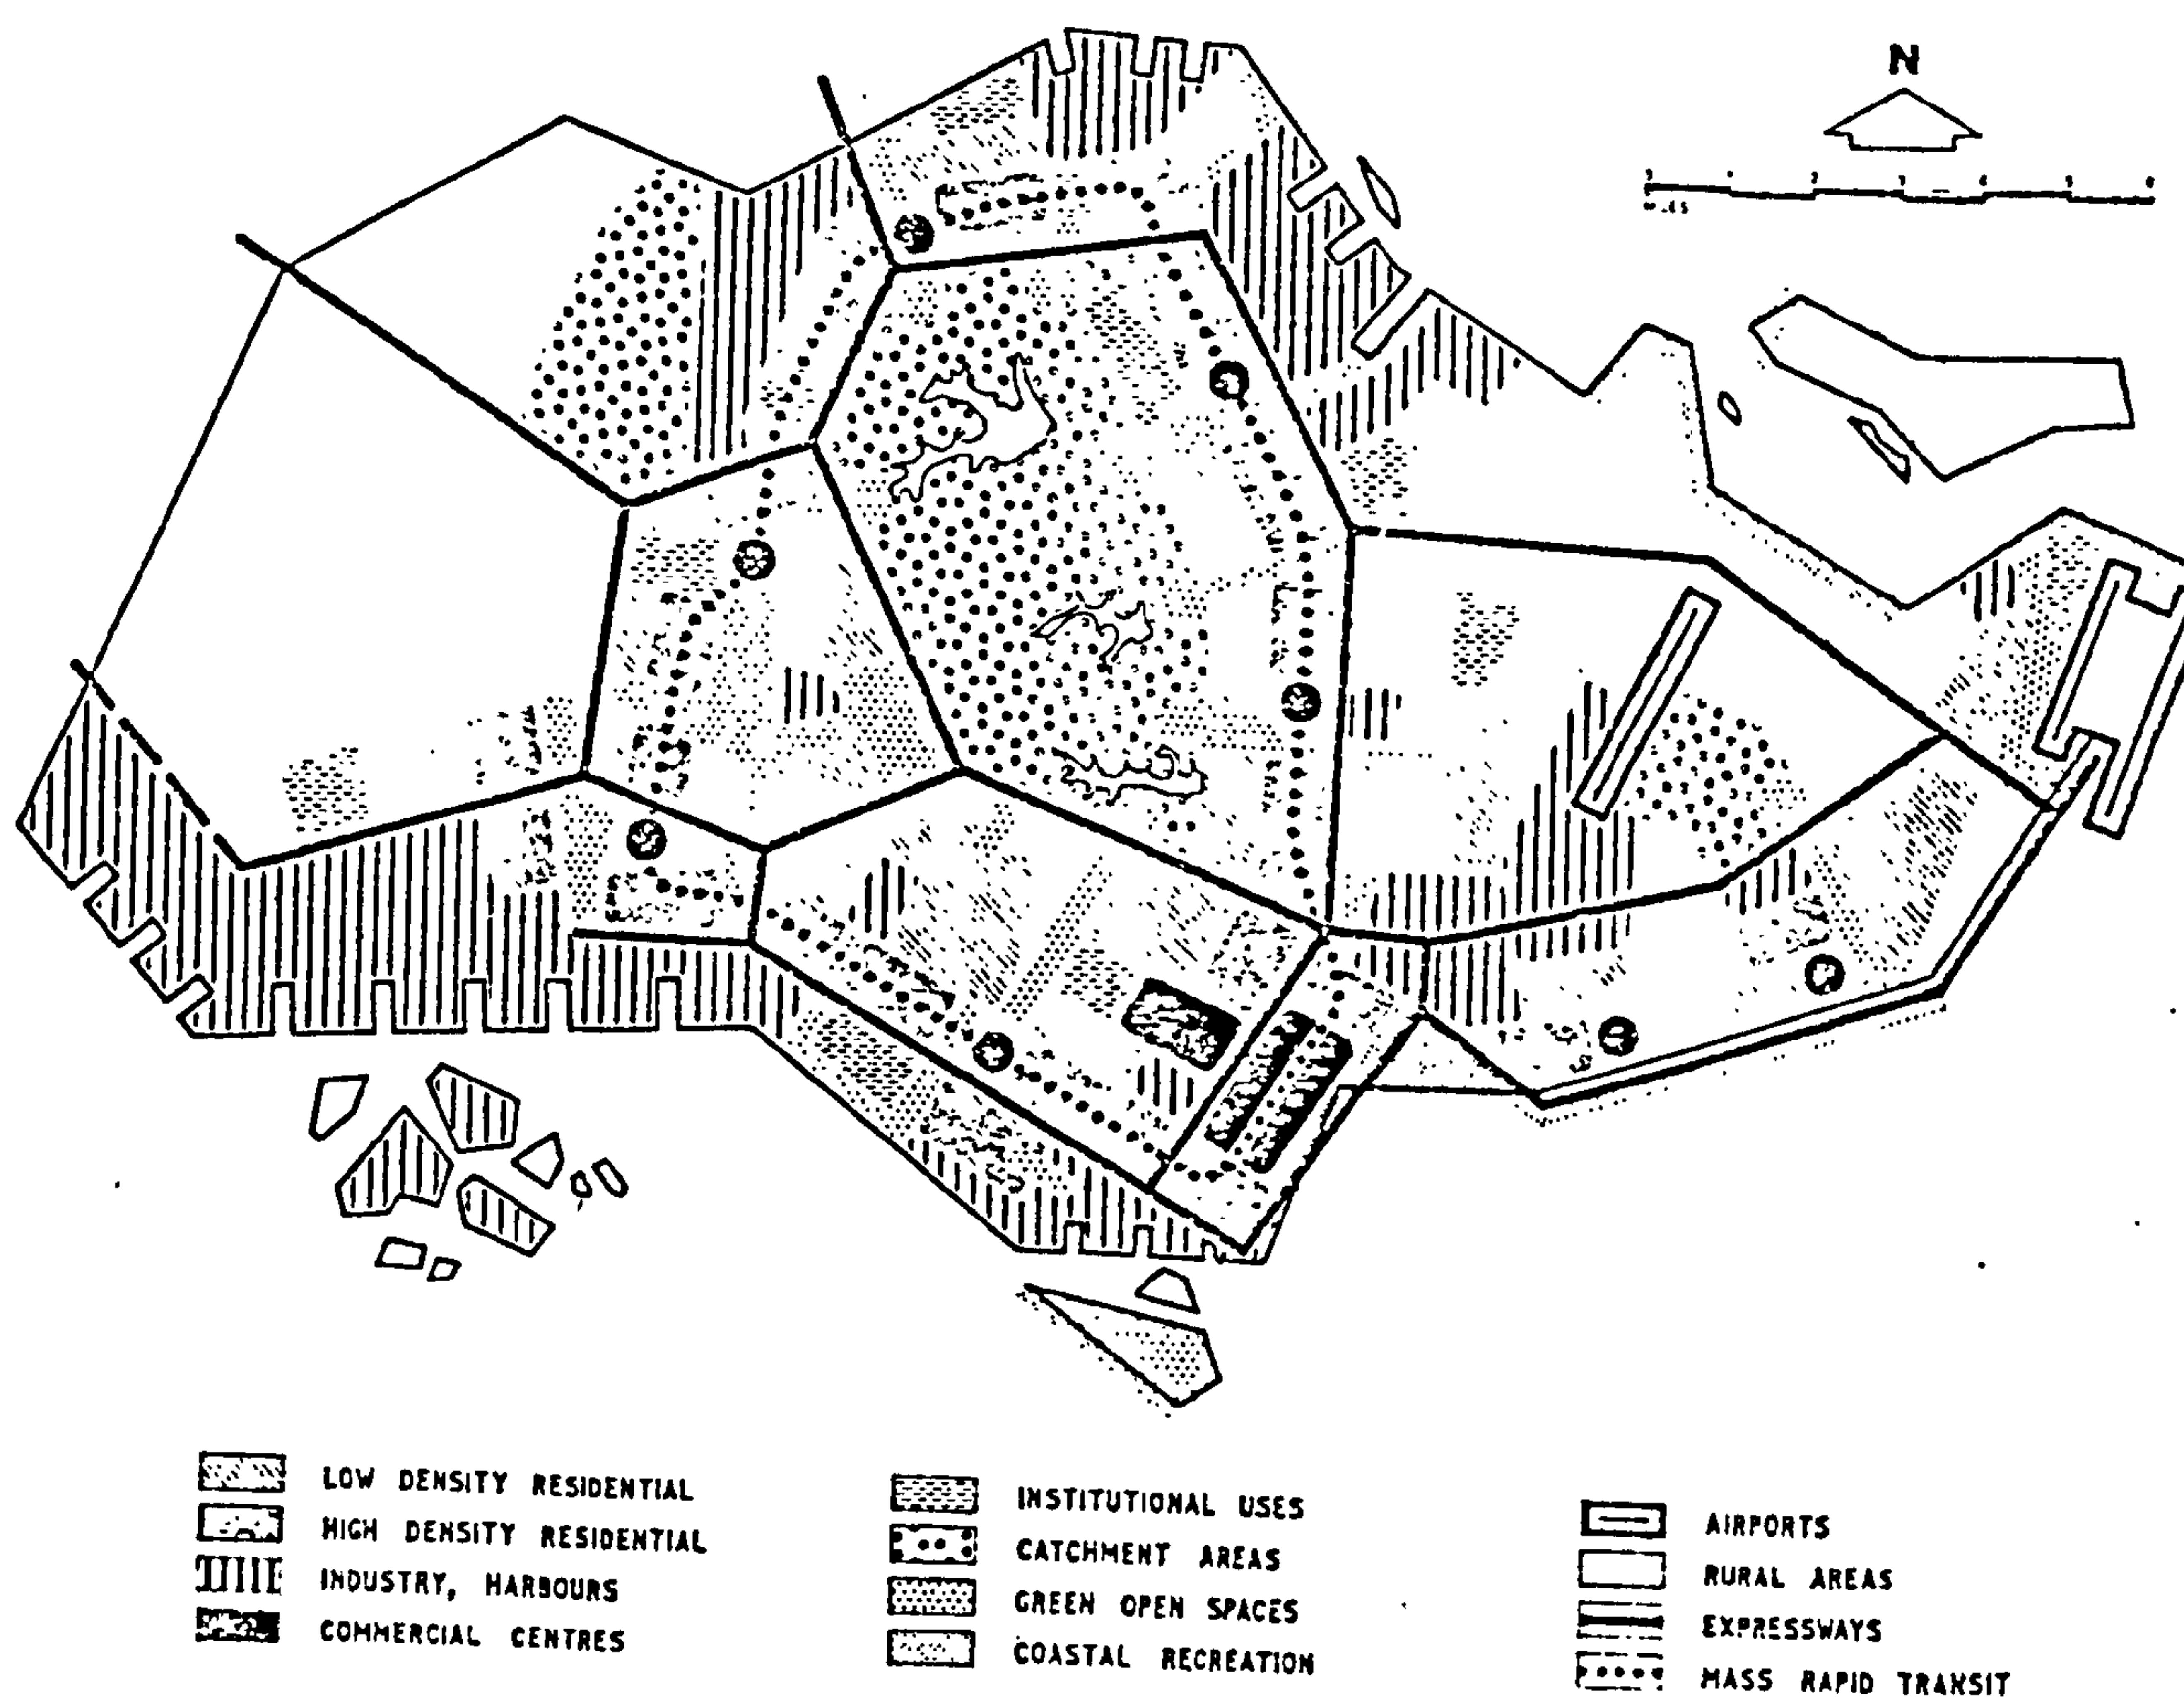 N
LOW DENSITY RESIDENTIAL
HIGH DENSITY RESIDENTIAL
INDUSTRY, HARBOURS
COMMERCIAL CENTRES
INSTITUTIONAL USES
CATCHMENT AREAS
GREEN OPEN SPACES
COASTAL RECREATION
AIRPORTS
RURAL AREAS
EXPRESSWAYS
MASS RAPID TRANSIT